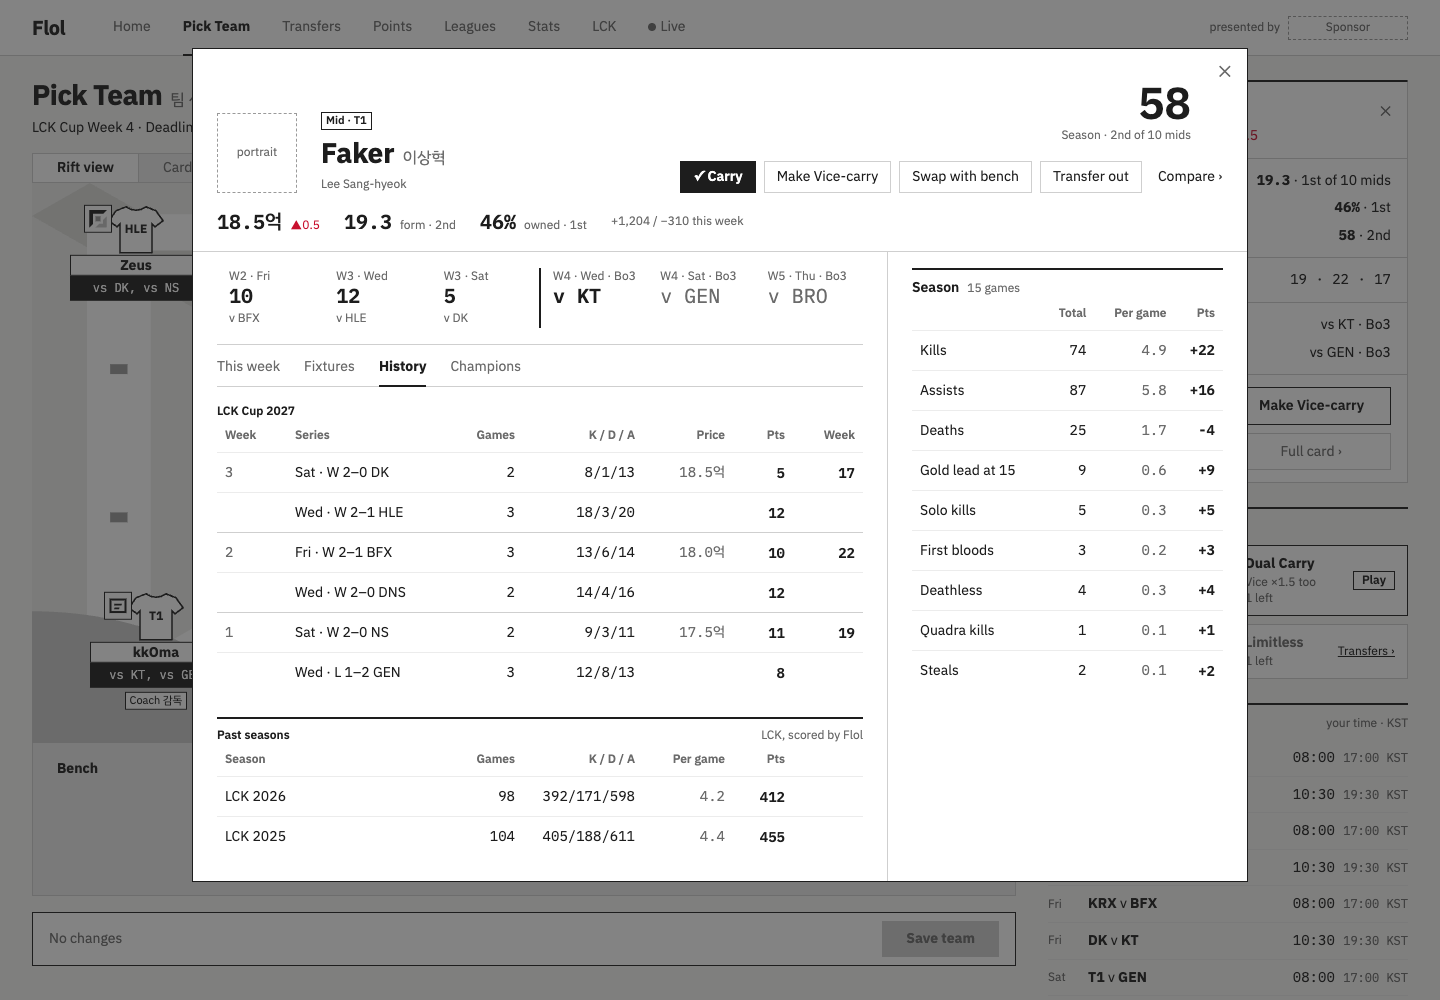 Flol
Home Pick Team Transfers Points Leagues Stats LCK Live
presented by Sponsor
Pick Team 팀
LCK Cup Week 4 · Deadlin
Rift view Card
HLE
Zeus
vs DK, vs NS
T1
kkOma
vs KT, vs GE
Coach 감독
Bench
No changes
Save team
58
Season · 2nd of 10 mids
portrait
Mid · T1
Faker 이상혁
Lee Sang-hyeok
✓ Carry
Make Vice-carry
Swap with bench
Transfer out
Compare ›
18.5억 ▲0.5 19.3 form · 2nd 46% owned · 1st +1,204 / −310 this week
W2 · Fri W3 · Wed W3 · Sat W4 · Wed · Bo3 W4 · Sat · Bo3 W5 · Thu · Bo3
10 12 5 v KT v GEN v BRO
v BFX v HLE v DK
This week Fixtures History Champions
LCK Cup 2027
Week Series Games K / D / A Price Pts Week
3 Sat · W 2–0 DK 2 8/1/13 18.5억 5 17
Wed · W 2–1 HLE 3 18/3/20 12
2 Fri · W 2–1 BFX 3 13/6/14 18.0억 10 22
Wed · W 2–0 DNS 2 14/4/16 12
1 Sat · W 2–0 NS 2 9/3/11 17.5억 11 19
Wed · L 1–2 GEN 3 12/8/13 8
Past seasons LCK, scored by Flol
Season Games K / D / A Per game Pts
LCK 2026 98 392/171/598 4.2 412
LCK 2025 104 405/188/611 4.4 455
Season 15 games
Total Per game Pts
Kills 74 4.9 +22
Assists 87 5.8 +16
Deaths 25 1.7 -4
Gold lead at 15 9 0.6 +9
Solo kills 5 0.3 +5
First bloods 3 0.2 +3
Deathless 4 0.3 +4
Quadra kills 1 0.1 +1
Steals 2 0.1 +2
.5
19.3 · 1st of 10 mids
46% · 1st
58 · 2nd
19 · 22 · 17
vs KT · Bo3
vs GEN · Bo3
Make Vice-carry
Full card ›
Dual Carry
Vice ×1.5 too
1 left
Play
Limitless
1 left
Transfers ›
your time · KST
08:00 17:00 KST
10:30 19:30 KST
08:00 17:00 KST
10:30 19:30 KST
Fri KRX v BFX 08:00 17:00 KST
Fri DK v KT 10:30 19:30 KST
Sat T1 v GEN 08:00 17:00 KST